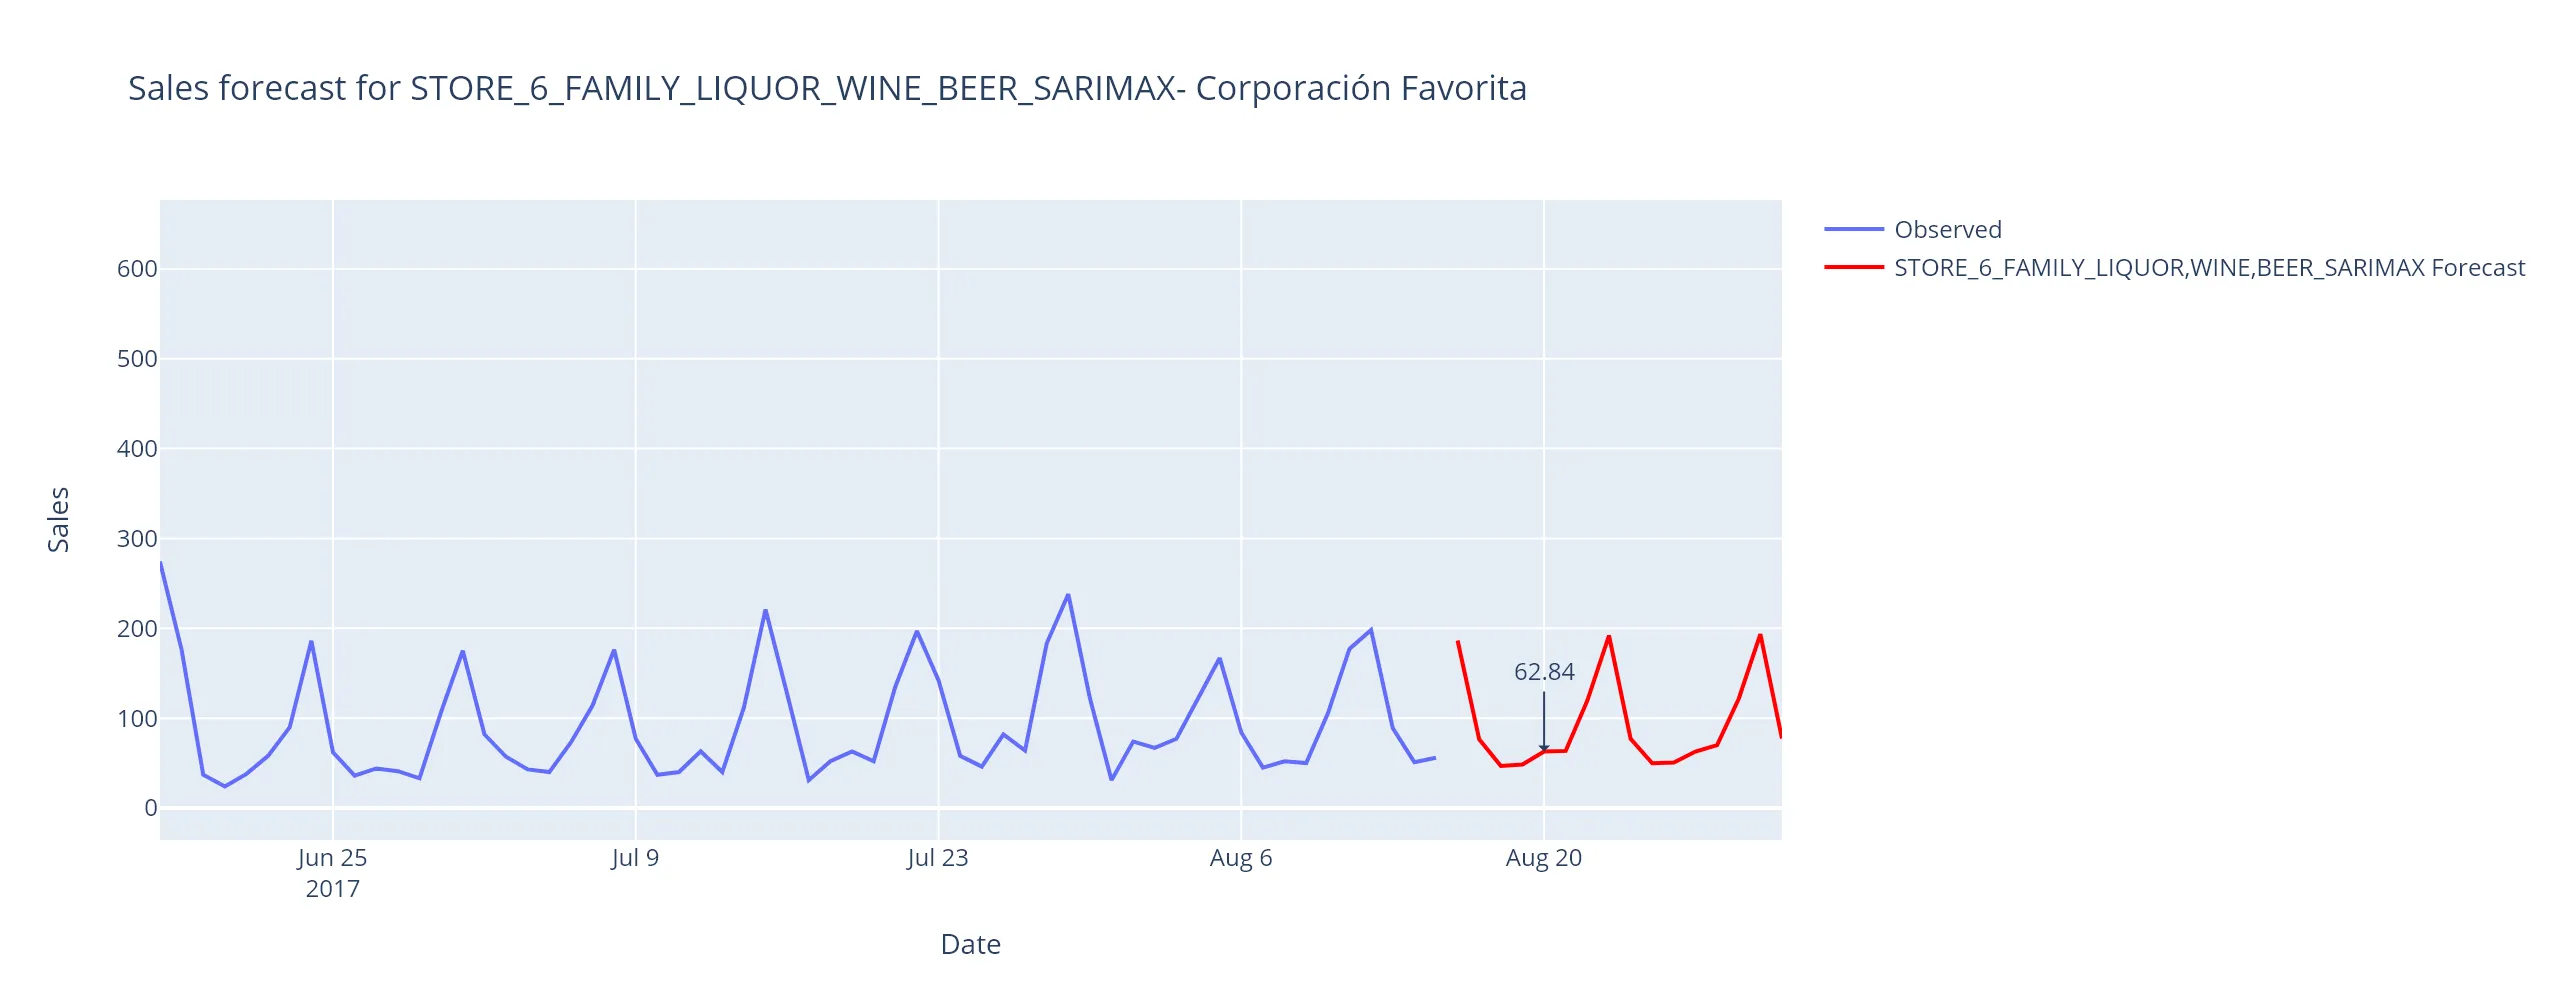 Sales forecast for STORE_6_FAMILY_LIQUOR_WINE_BEER_SARIMAX- Corporación Favorita
Observed
STORE_6_FAMILY_LIQUOR,WINE,BEER_SARIMAX Forecast
600
500
400
300
200
100
0
Sales
62.84
Jun 25
2017
Jul 9
Jul 23
Aug 6
Aug 20
Date